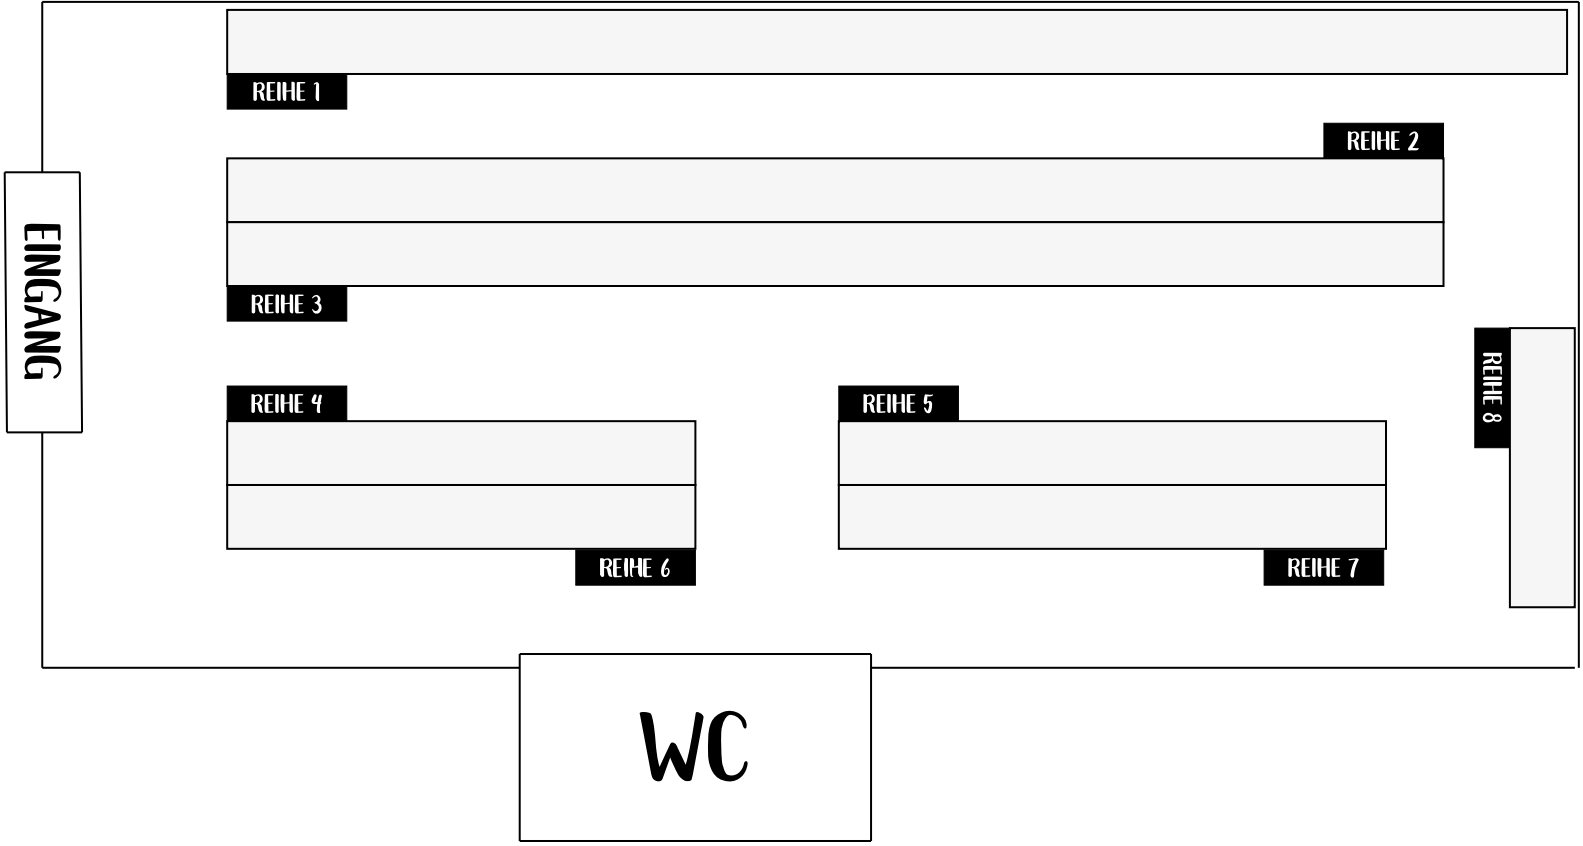 REIHE 1
REIHE 2
EINGANG
REIHE 3
REIHE 4
REIHE 5
REIHE 8
REIHE 6
REIHE 7
WC